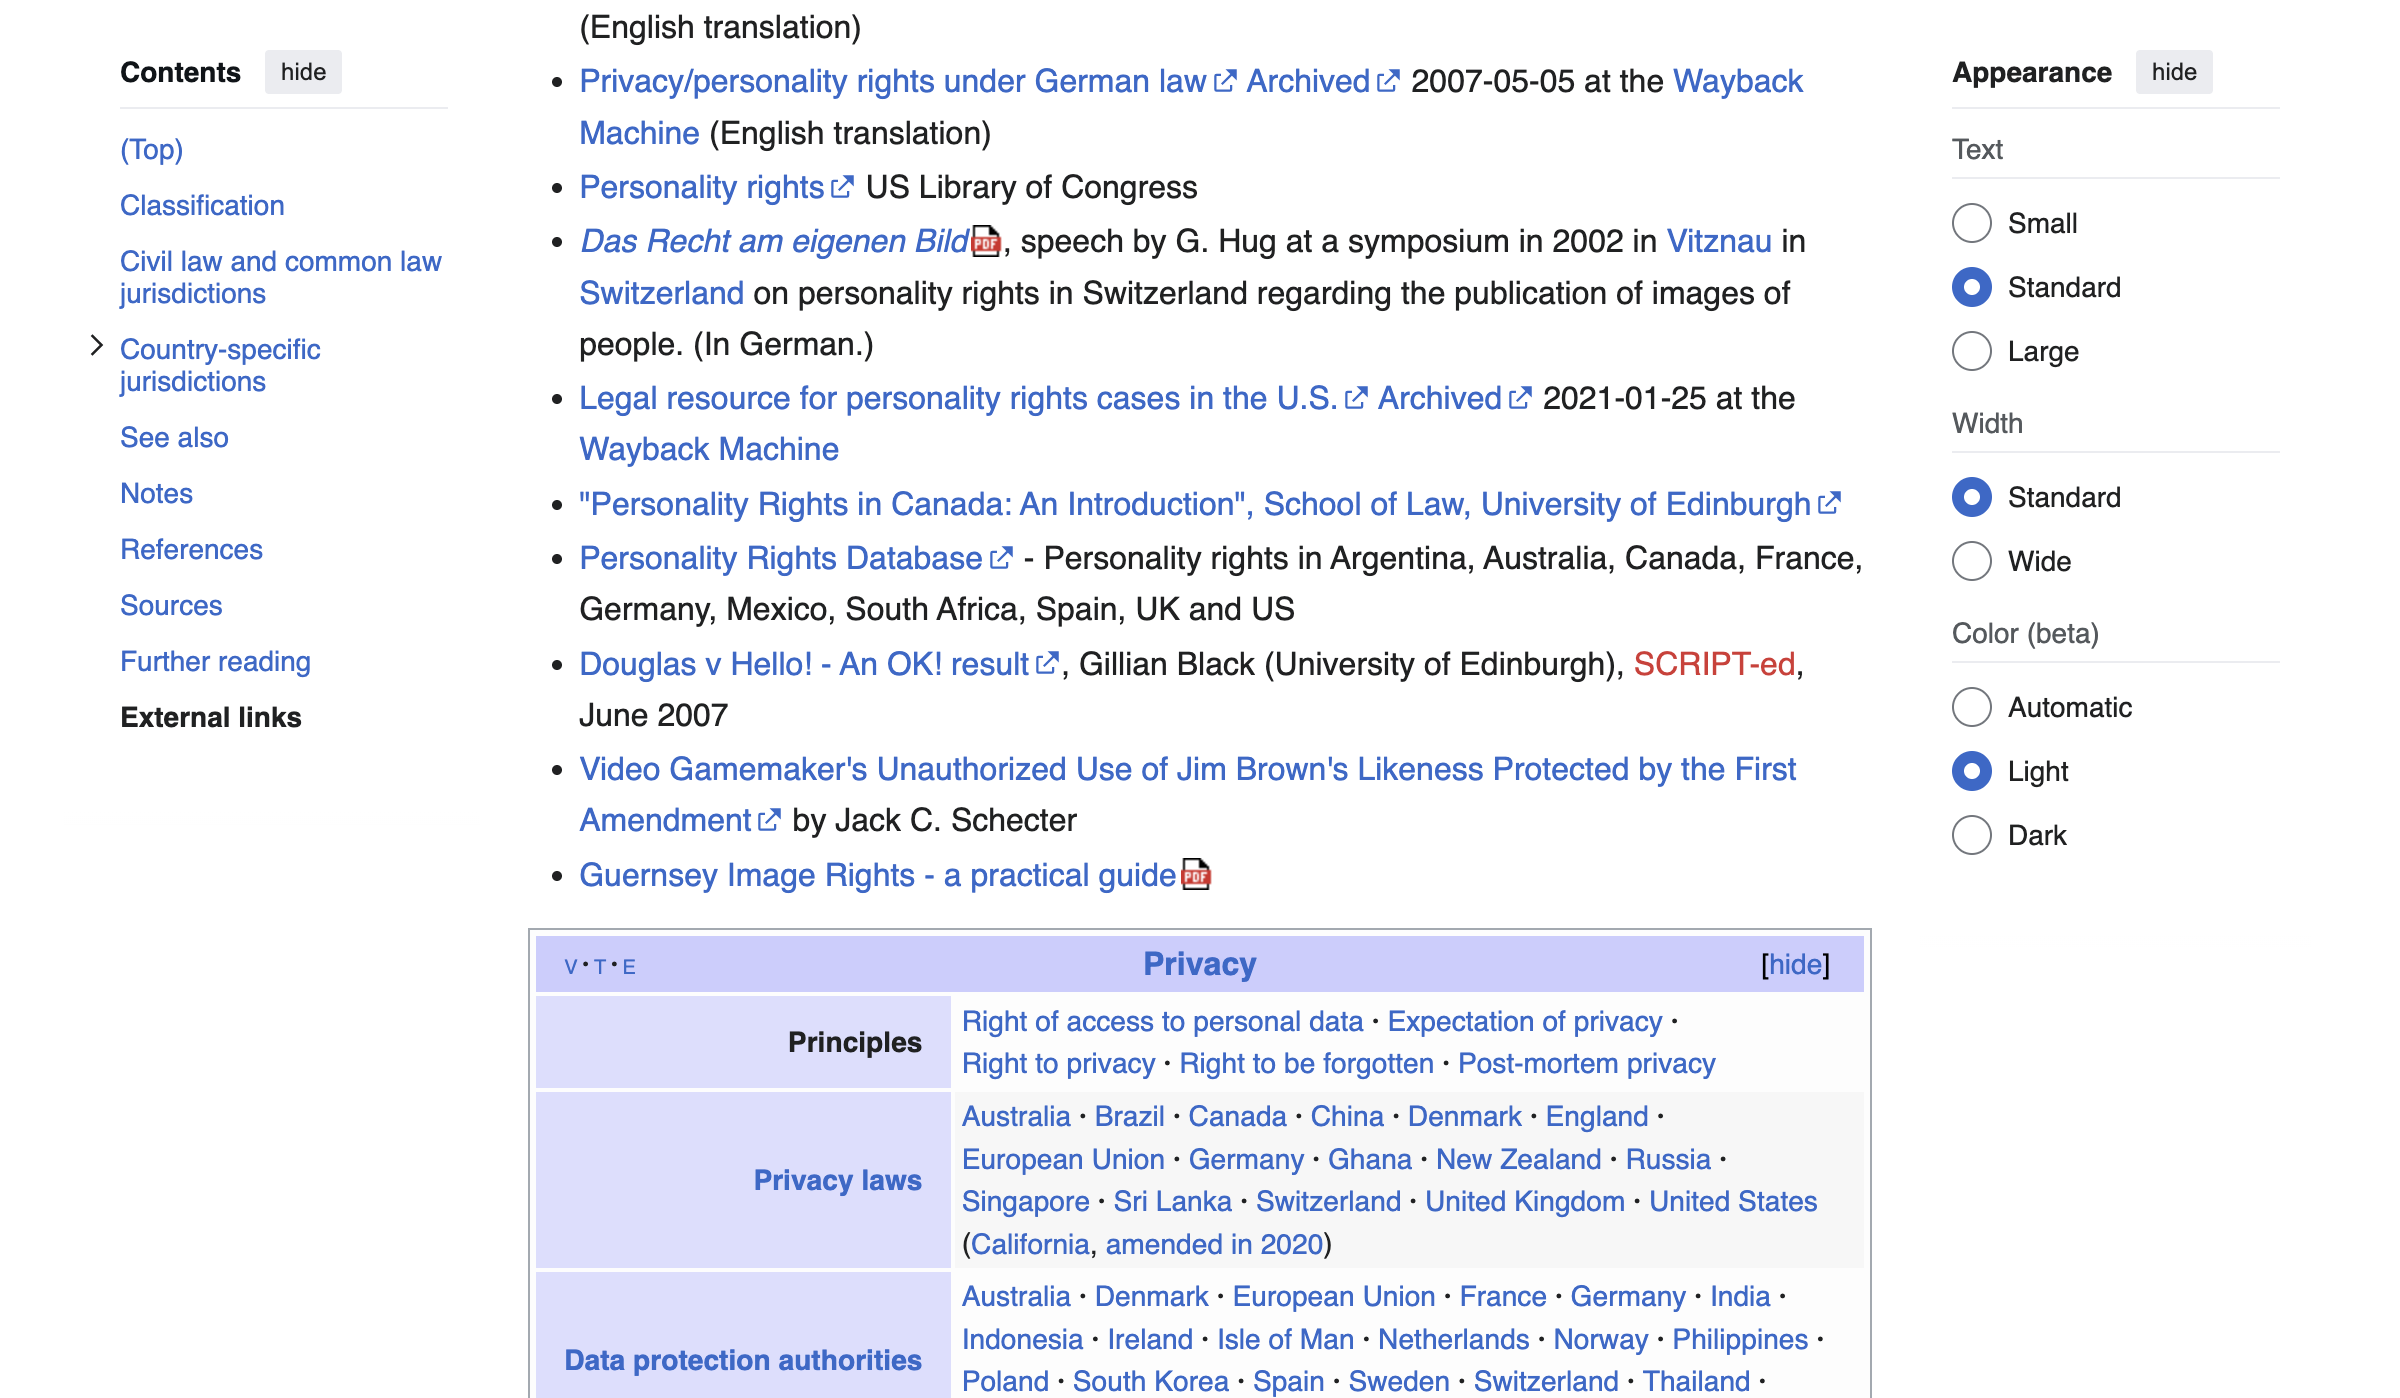 Contents hide
(Top)
Classification
Civil law and common law
jurisdictions
Country-specific
jurisdictions
See also
Notes
References
Sources
Further reading
External links
(English translation)
Privacy/personality rights under German law Archived 2007-05-05 at the Wayback
Machine (English translation)
Personality rights US Library of Congress
Das Recht am eigenen Bild PDF, speech by G. Hug at a symposium in 2002 in Vitznau in
Switzerland on personality rights in Switzerland regarding the publication of images of
people. (In German.)
Legal resource for personality rights cases in the U.S. Archived 2021-01-25 at the
Wayback Machine
"Personality Rights in Canada: An Introduction", School of Law, University of Edinburgh
Personality Rights Database - Personality rights in Argentina, Australia, Canada, France,
Germany, Mexico, South Africa, Spain, UK and US
Douglas v Hello! - An OK! result, Gillian Black (University of Edinburgh), SCRIPT-ed,
June 2007
Video Gamemaker's Unauthorized Use of Jim Brown's Likeness Protected by the First
Amendment by Jack C. Schecter
Guernsey Image Rights - a practical guide PDF
V · T · E Privacy [hide]
Principles
Right of access to personal data · Expectation of privacy ·
Right to privacy · Right to be forgotten · Post-mortem privacy
Privacy laws
Australia · Brazil · Canada · China · Denmark · England ·
European Union · Germany · Ghana · New Zealand · Russia ·
Singapore · Sri Lanka · Switzerland · United Kingdom · United States
(California, amended in 2020)
Data protection authorities
Australia · Denmark · European Union · France · Germany · India ·
Indonesia · Ireland · Isle of Man · Netherlands · Norway · Philippines ·
Poland · South Korea · Spain · Sweden · Switzerland · Thailand ·
Appearance hide
Text
Small
Standard
Large
Width
Standard
Wide
Color (beta)
Automatic
Light
Dark